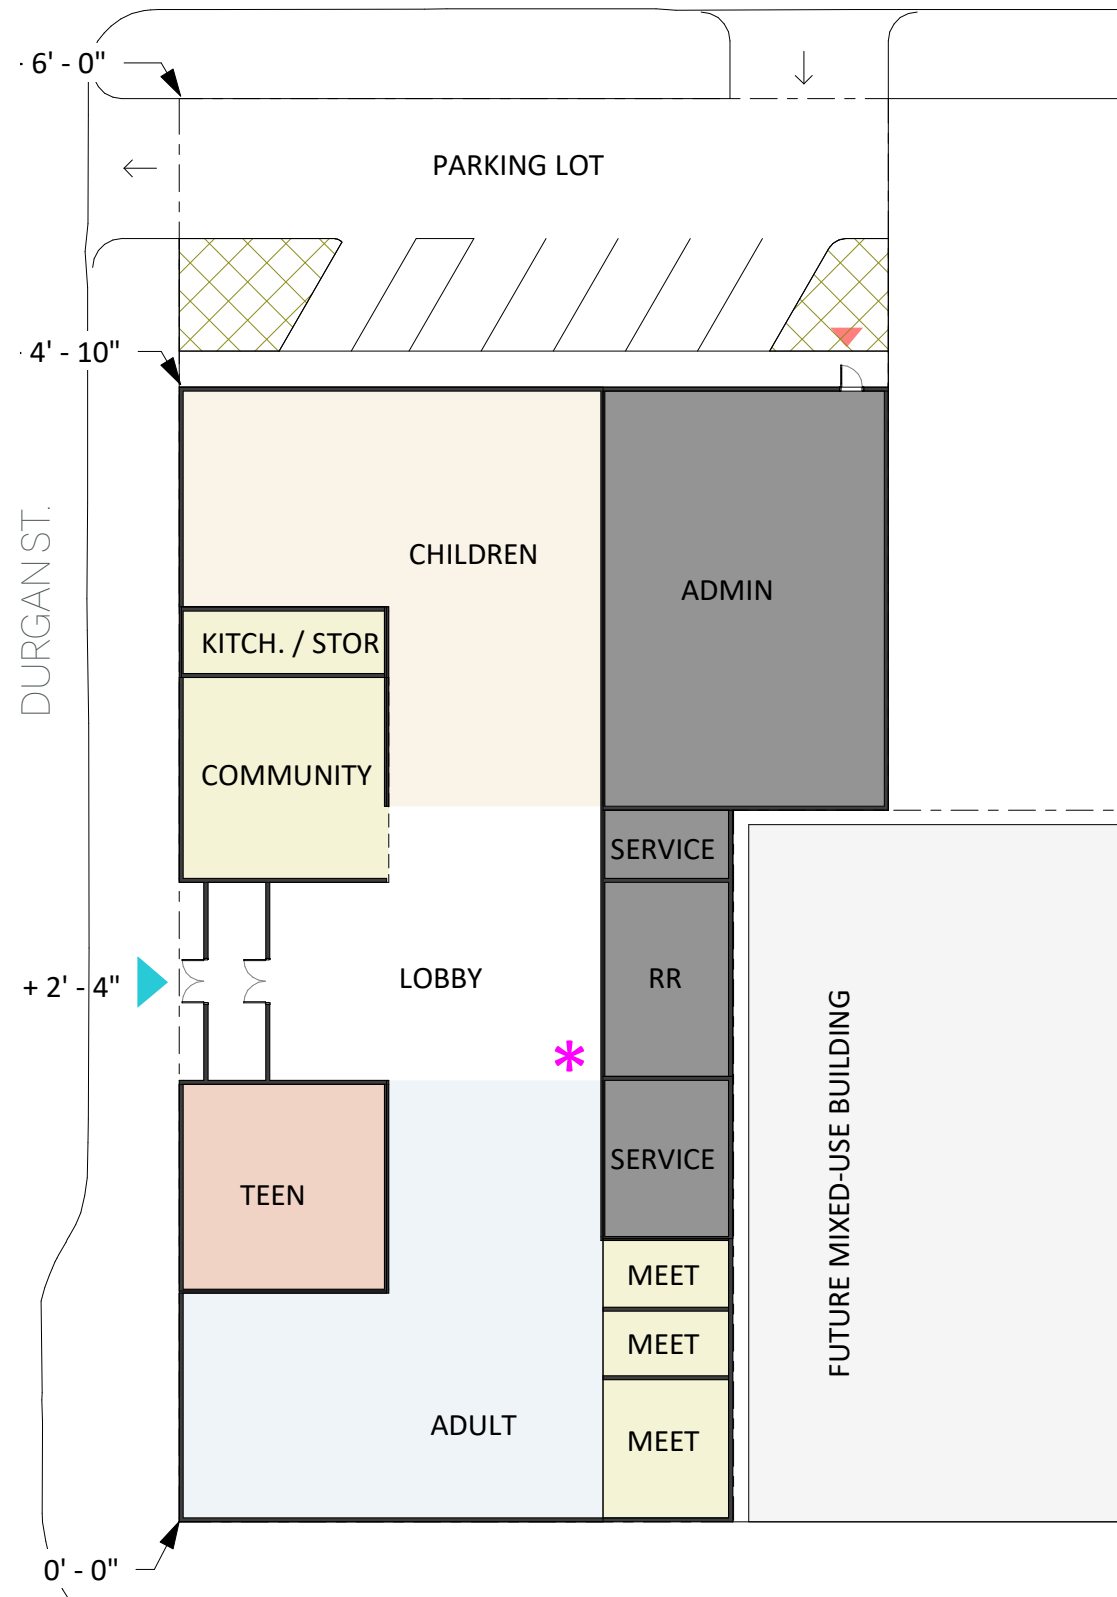 - 6' - 0"
PARKING LOT
- 4' - 10"
DURGAN ST.
CHILDREN
ADMIN
KITCH. / STOR
COMMUNITY
SERVICE
LOBBY
RR
+ 2' - 4"
*
TEEN
SERVICE
FUTURE MIXED-USE BUILDING
MEET
MEET
ADULT
MEET
0' - 0"